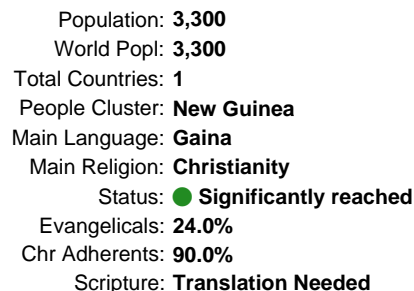 Population: 3,300
World Popl: 3,300
Total Countries: 1
People Cluster: New Guinea
Main Language: Gaina
Main Religion: Christianity
Status: Significantly reached
Evangelicals: 24.0%
Chr Adherents: 90.0%
Scripture: Translation Needed